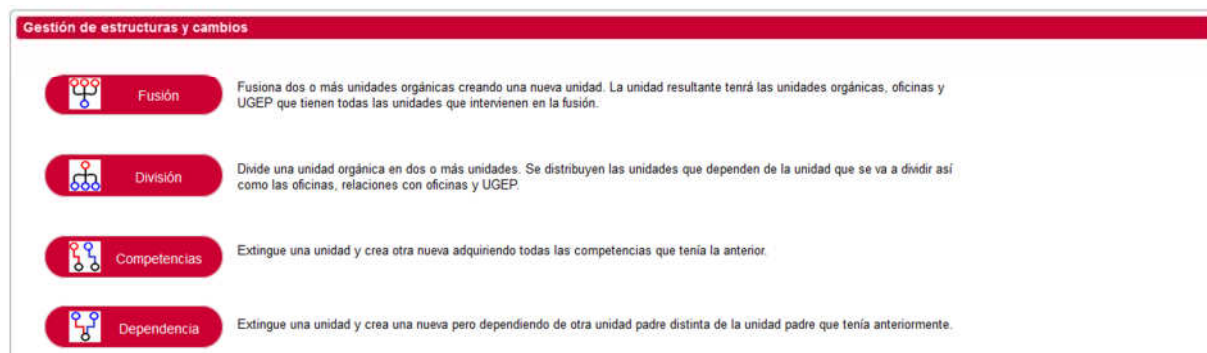 Gestión de estructuras y cambios
Fusión
Fusiona dos o más unidades orgánicas creando una nueva unidad. La unidad resultante tendrá las unidades orgánicas, oficinas y
UGEP que tienen todas las unidades que intervienen en la fusión.
División
Divide una unidad orgánica en dos o más unidades. Se distribuyen las unidades que dependen de la unidad que se va a dividir así
como las oficinas, relaciones con oficinas y UGEP.
Competencias
Extingue una unidad y crea otra nueva adquiriendo todas las competencias que tenía la anterior.
Dependencia
Extingue una unidad y crea una nueva pero dependiendo de otra unidad padre distinta de la unidad padre que tenía anteriormente.